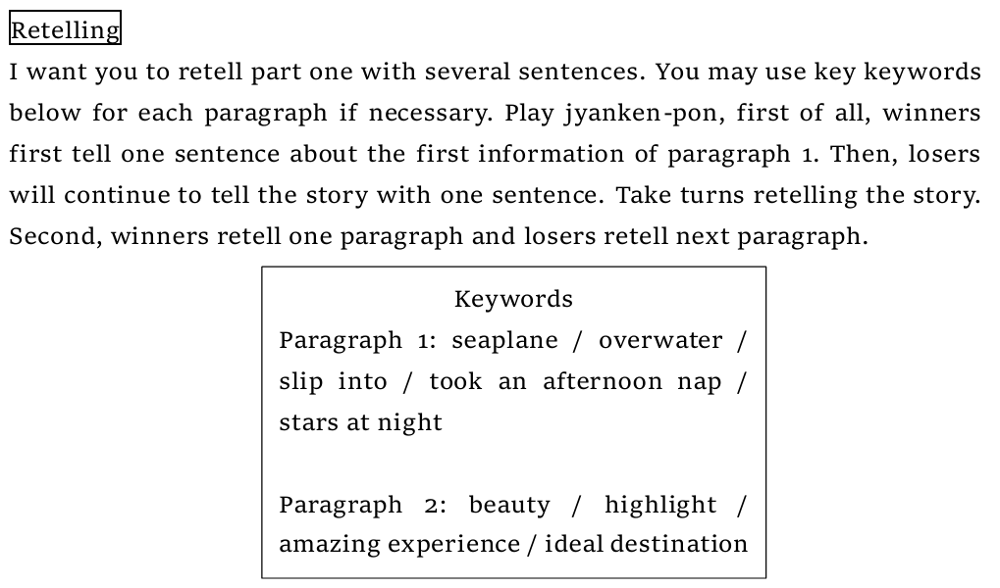 Retelling
I want you to retell part one with several sentences. You may use key keywords
below for each paragraph if necessary. Play jyanken-pon, first of all, winners
first tell one sentence about the first information of paragraph 1. Then, losers
will continue to tell the story with one sentence. Take turns retelling the story.
Second, winners retell one paragraph and losers retell next paragraph.
Keywords
Paragraph 1: seaplane / overwater /
slip into / took an afternoon nap /
stars at night
Paragraph 2: beauty / highlight /
amazing experience / ideal destination